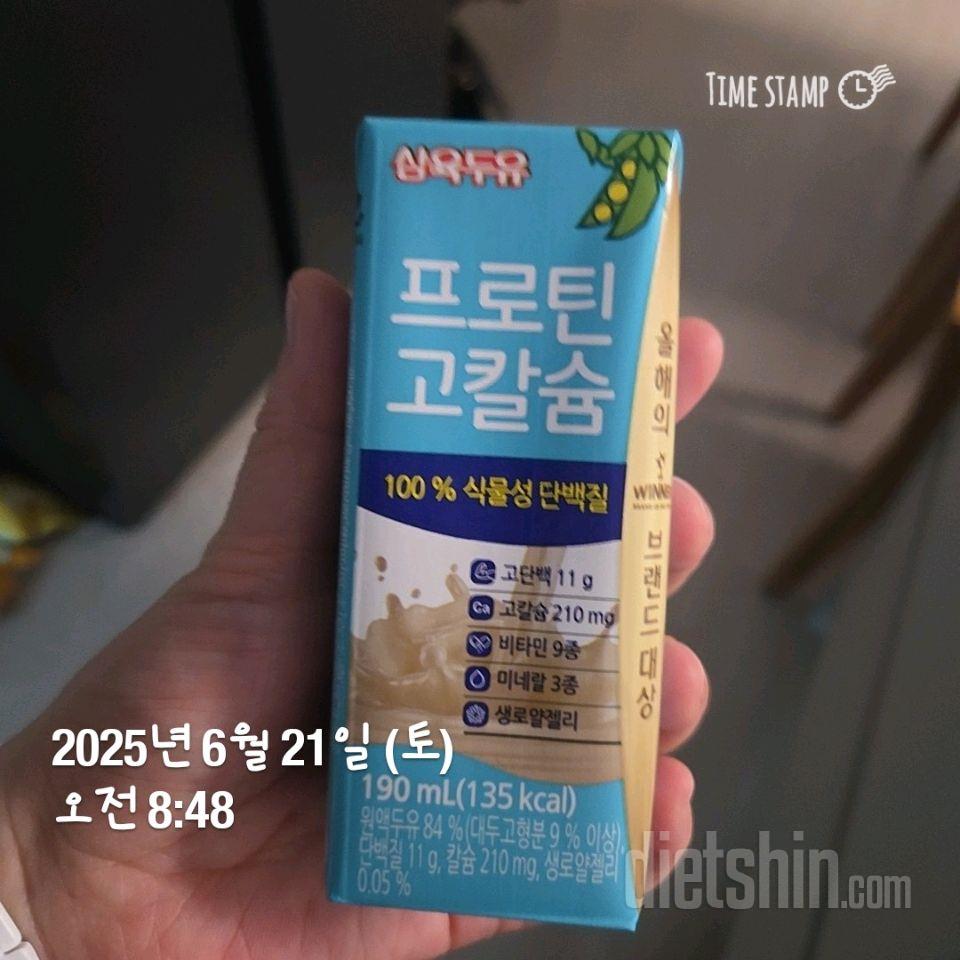 TIME STAMP
삼육두유
프로틴
고칼슘
100 % 식물성 단백질
고단백 11 g
Ca 고칼슘 210 mg
비타민 9종
미네랄 3종
생로얄젤리
190 mL(135 kcal)
원액두유 84 % (대두고형분 9 % 이상),
단백질 11 g, 칼슘 210 mg, 생로얄젤리
0.05 %
올해의
WINNER
브랜드 대상
2025년 6월 21일 (토)
오전 8:48
dietshin.com